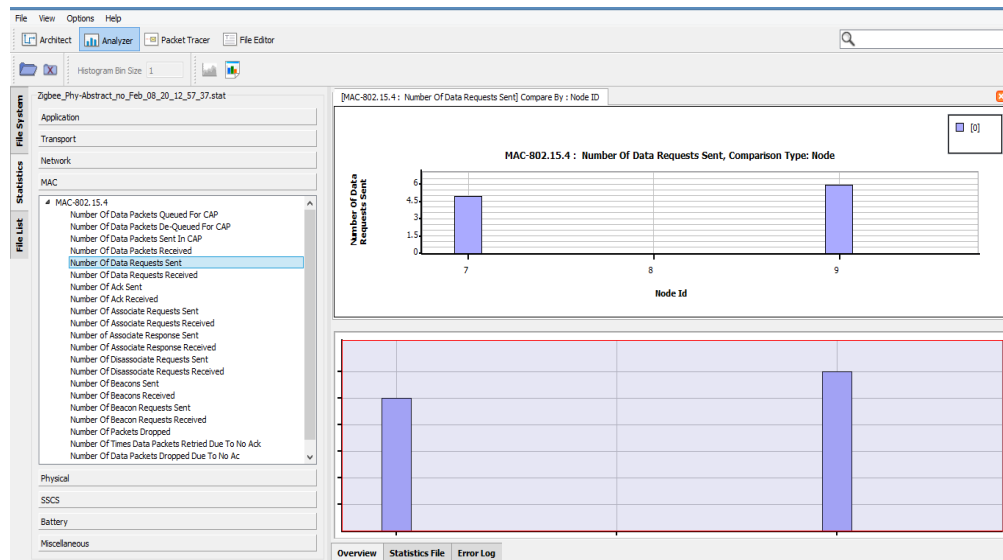 File View Options Help
Architect Analyzer Packet Tracer File Editor
Histogram Bin Size 1
File System
Statistics
File List
Zigbee_Phy-Abstract_no_Feb_08_20_12_57_37.stat
Application
Transport
Network
MAC
MAC-802.15.4
Number Of Data Packets Queued For CAP
Number Of Data Packets De-Queued For CAP
Number Of Data Packets Sent In CAP
Number Of Data Packets Received
Number Of Data Requests Sent
Number Of Data Requests Received
Number Of Ack Sent
Number Of Ack Received
Number Of Associate Requests Sent
Number Of Associate Requests Received
Number of Associate Response Sent
Number Of Associate Response Received
Number Of Disassociate Requests Sent
Number Of Disassociate Requests Received
Number Of Beacons Sent
Number Of Beacons Received
Number Of Beacon Requests Sent
Number Of Beacon Requests Received
Number Of Packets Dropped
Number Of Times Data Packets Retried Due To No Ack
Number Of Data Packets Dropped Due To No Ac
Physical
SSCS
Battery
Miscellaneous
[MAC-802.15.4 : Number Of Data Requests Sent] Compare By : Node ID
[0]
MAC-802.15.4 : Number Of Data Requests Sent, Comparison Type: Node
Number Of Data
Requests Sent
6
4.5
3
1.5
0
7 8 9
Node Id
Overview Statistics File Error Log